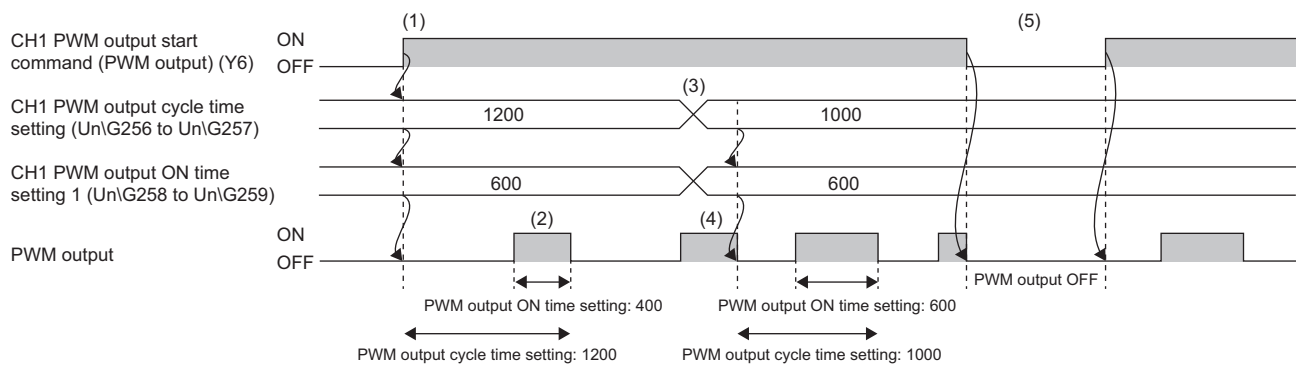 (1)
(5)
CH1 PWM output start
command (PWM output) (Y6)
ON
OFF
CH1 PWM output cycle time
setting (Un\G256 to Un\G257)
1200
(3)
1000
CH1 PWM output ON time
setting 1 (Un\G258 to Un\G259)
600
600
PWM output
ON
OFF
(2)
(4)
PWM output OFF
PWM output ON time setting: 400
PWM output ON time setting: 600
PWM output cycle time setting: 1200
PWM output cycle time setting: 1000